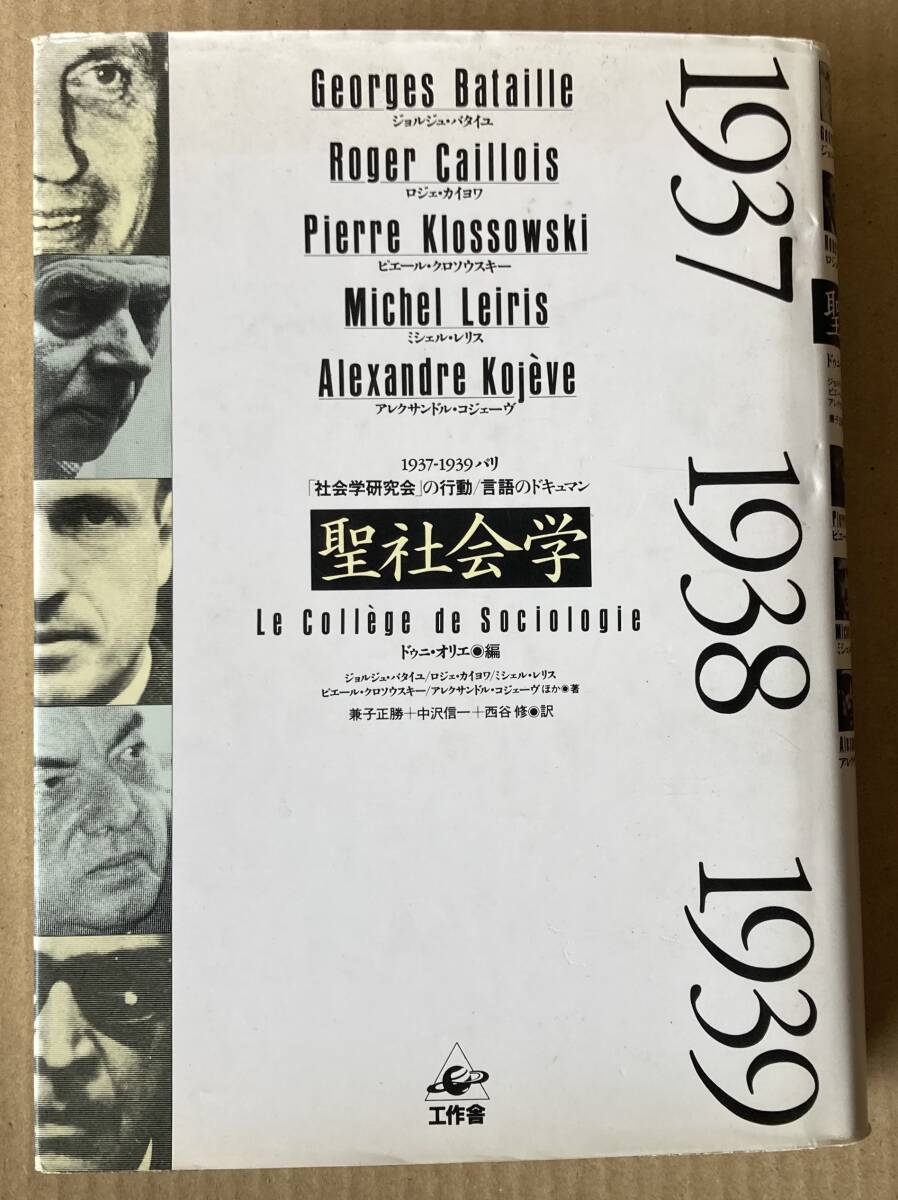 Georges Bataille
ジョルジュ・バタイユ
Roger Caillois
ロジェ・カイヨワ
Pierre Klossowski
ピエール・クロソウスキー
Michel Leiris
ミシェル・レリス
Alexandre Kojève
アレクサンドル・コジェーヴ
1937-1939パリ
「社会学研究会」の行動/言語のドキュマン
聖社会学
Le Collège de Sociologie
ドゥニ・オリエ◉編
ジョルジュ・バタイユ/ロジェ・カイヨワ/ミシェル・レリス
ピエール・クロソウスキー/アレクサンドル・コジェーヴ ほか◉著
兼子正勝+中沢信一+西谷 修◉訳
工作舎
1937
1938
1939
聖